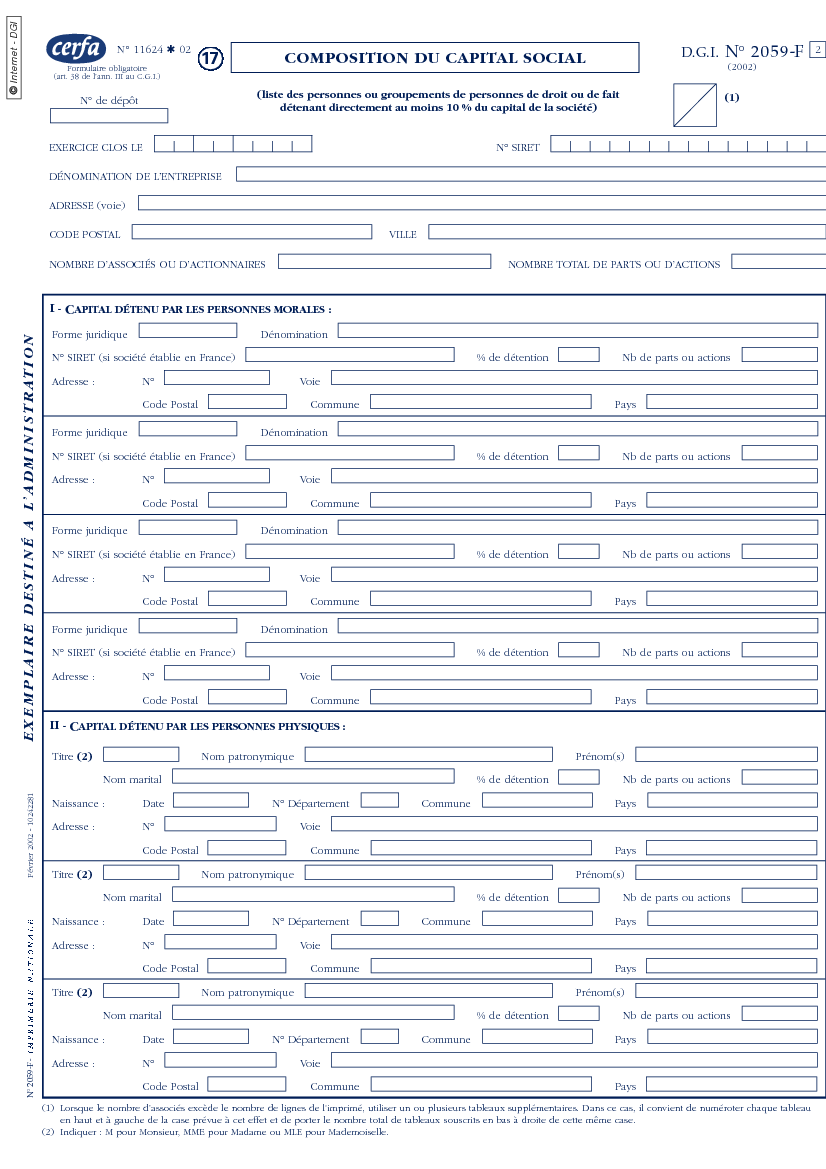 © Internet - DGI
cerfa
N° 11624 ✱ 02
Formulaire obligatoire
(art. 38 de l'ann. III au C.G.I.)
17
COMPOSITION DU CAPITAL SOCIAL
D.G.I. N° 2059-F 2
(2002)
N° de dépôt
(liste des personnes ou groupements de personnes de droit ou de fait
détenant directement au moins 10 % du capital de la société)
(1)
EXERCICE CLOS LE N° SIRET
DÉNOMINATION DE L'ENTREPRISE
ADRESSE (voie)
CODE POSTAL VILLE
NOMBRE D'ASSOCIÉS OU D'ACTIONNAIRES NOMBRE TOTAL DE PARTS OU D'ACTIONS
I - CAPITAL DÉTENU PAR LES PERSONNES MORALES :
Forme juridique Dénomination
N° SIRET (si société établie en France) % de détention Nb de parts ou actions
Adresse : N° Voie
Code Postal Commune Pays
Forme juridique Dénomination
N° SIRET (si société établie en France) % de détention Nb de parts ou actions
Adresse : N° Voie
Code Postal Commune Pays
Forme juridique Dénomination
N° SIRET (si société établie en France) % de détention Nb de parts ou actions
Adresse : N° Voie
Code Postal Commune Pays
Forme juridique Dénomination
N° SIRET (si société établie en France) % de détention Nb de parts ou actions
Adresse : N° Voie
Code Postal Commune Pays
II - CAPITAL DÉTENU PAR LES PERSONNES PHYSIQUES :
Titre (2) Nom patronymique Prénom(s)
Nom marital % de détention Nb de parts ou actions
Naissance : Date N° Département Commune Pays
Adresse : N° Voie
Code Postal Commune Pays
Titre (2) Nom patronymique Prénom(s)
Nom marital % de détention Nb de parts ou actions
Naissance : Date N° Département Commune Pays
Adresse : N° Voie
Code Postal Commune Pays
Titre (2) Nom patronymique Prénom(s)
Nom marital % de détention Nb de parts ou actions
Naissance : Date N° Département Commune Pays
Adresse : N° Voie
Code Postal Commune Pays
EXEMPLAIRE DESTINÉ A L'ADMINISTRATION
N° 2059-F - IMPRIMERIE NATIONALE Février 2002 - 10 242281
(1) Lorsque le nombre d'associés excède le nombre de lignes de l'imprimé, utiliser un ou plusieurs tableaux supplémentaires. Dans ce cas, il convient de numéroter chaque tableau
en haut et à gauche de la case prévue à cet effet et de porter le nombre total de tableaux souscrits en bas à droite de cette même case.
(2) Indiquer : M pour Monsieur, MME pour Madame ou MLE pour Mademoiselle.